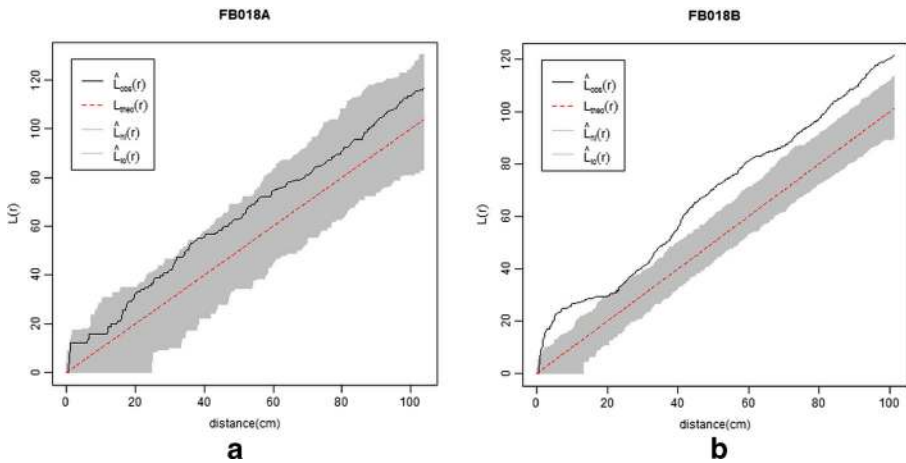 FB018A
L̂obs(r)
Ltheo(r)
L̂hi(r)
L̂lo(r)
L(r)
0 20 40 60 80 100 120
0 20 40 60 80 100
distance(cm)
a
FB018B
L̂obs(r)
Ltheo(r)
L̂hi(r)
L̂lo(r)
L(r)
0 20 40 60 80 100 120
0 20 40 60 80 100
distance(cm)
b